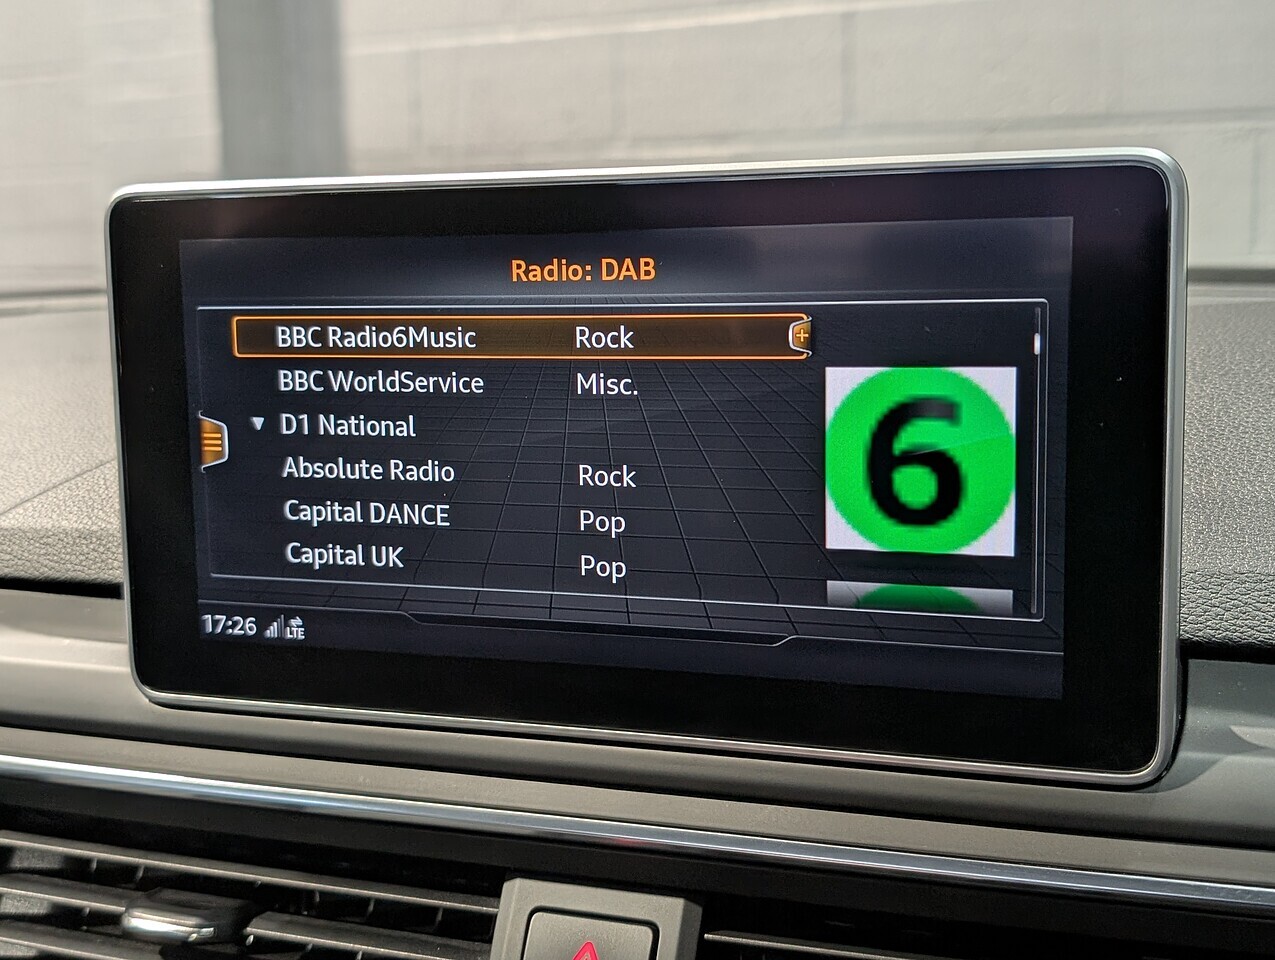 Radio: DAB
BBC Radio6Music Rock
BBC WorldService Misc.
D1 National
Absolute Radio Rock
Capital DANCE Pop
Capital UK Pop
6
17:26 LTE